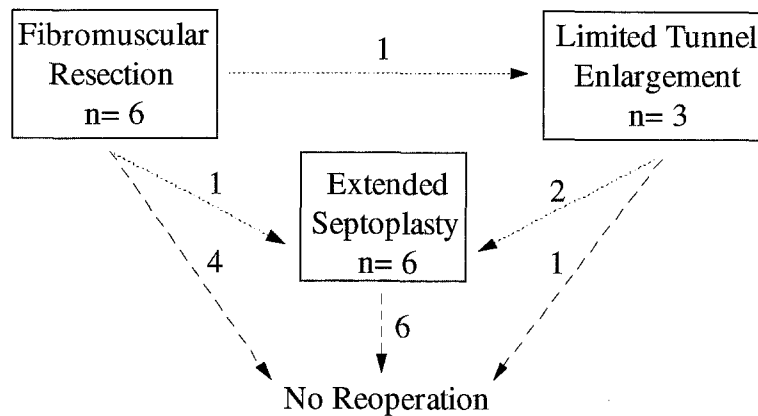 Fibromuscular
Resection
n= 6
1
Limited Tunnel
Enlargement
n= 3
1
Extended
Septoplasty
n= 6
2
4
1
6
No Reoperation